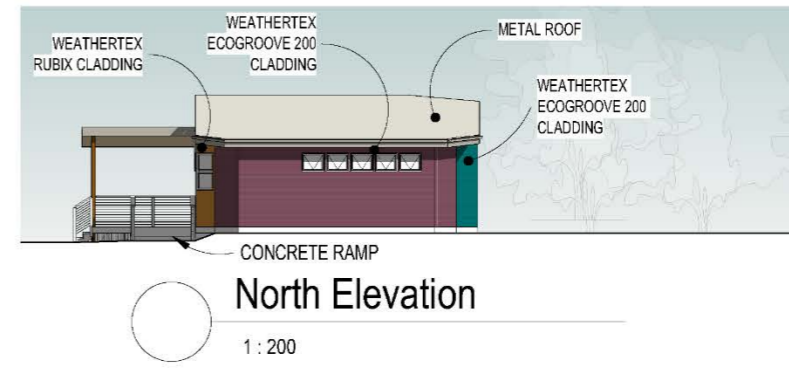 WEATHERTEX
RUBIX CLADDING
WEATHERTEX
ECOGROOVE 200
CLADDING
METAL ROOF
WEATHERTEX
ECOGROOVE 200
CLADDING
CONCRETE RAMP
North Elevation
1 : 200